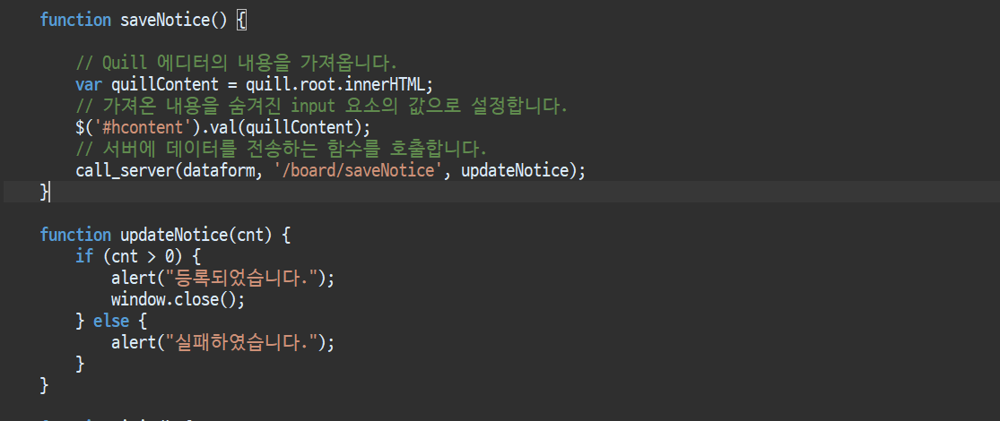 function saveNotice() {
// Quill 에디터의 내용을 가져옵니다.
var quillContent = quill.root.innerHTML;
// 가져온 내용을 숨겨진 input 요소의 값으로 설정합니다.
$('#hcontent').val(quillContent);
// 서버에 데이터를 전송하는 함수를 호출합니다.
call_server(dataform, '/board/saveNotice', updateNotice);
}
function updateNotice(cnt) {
if (cnt > 0) {
alert("등록되었습니다.");
window.close();
} else {
alert("실패하였습니다.");
}
}